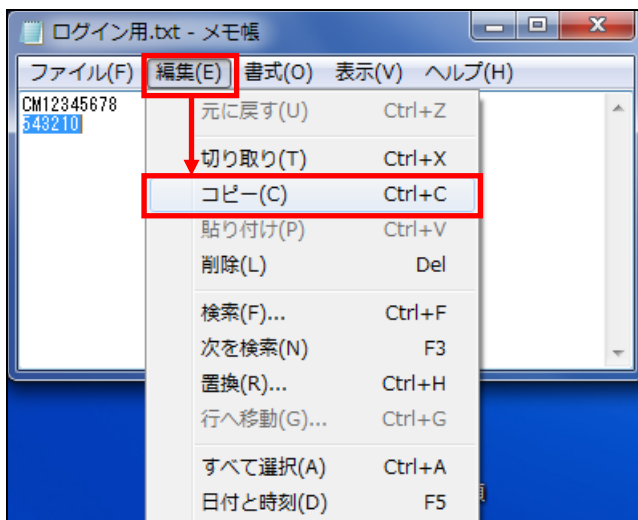 ログイン用.txt - メモ帳
ファイル(F) 編集(E) 書式(O) 表示(V) ヘルプ(H)
CM12345678
543210
元に戻す(U) Ctrl+Z
切り取り(T) Ctrl+X
コピー(C) Ctrl+C
貼り付け(P) Ctrl+V
削除(L) Del
検索(F)... Ctrl+F
次を検索(N) F3
置換(R)... Ctrl+H
行へ移動(G)... Ctrl+G
すべて選択(A) Ctrl+A
日付と時刻(D) F5